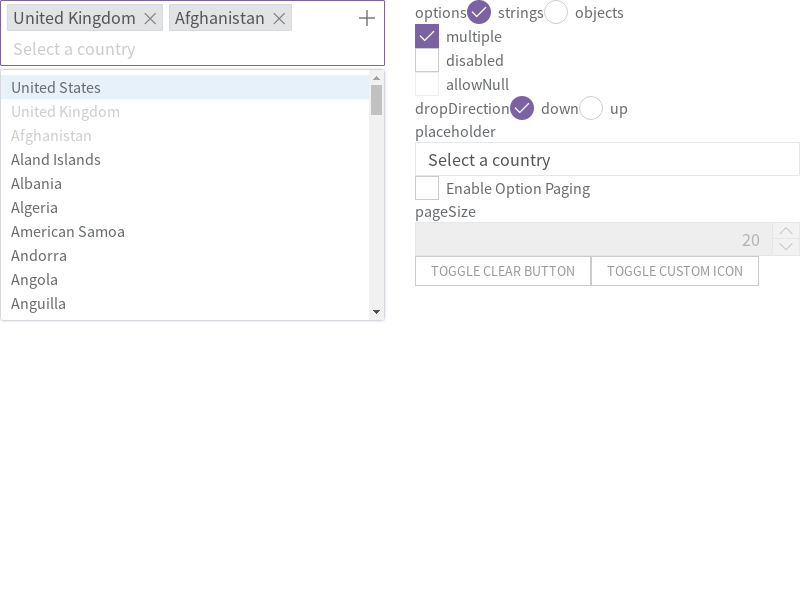 United Kingdom
Afghanistan
Select a country
United States
United Kingdom
Afghanistan
Aland Islands
Albania
Algeria
American Samoa
Andorra
Angola
Anguilla
options strings objects
multiple
disabled
allowNull
dropDirection down up
placeholder
Select a country
Enable Option Paging
pageSize
20
TOGGLE CLEAR BUTTON
TOGGLE CUSTOM ICON